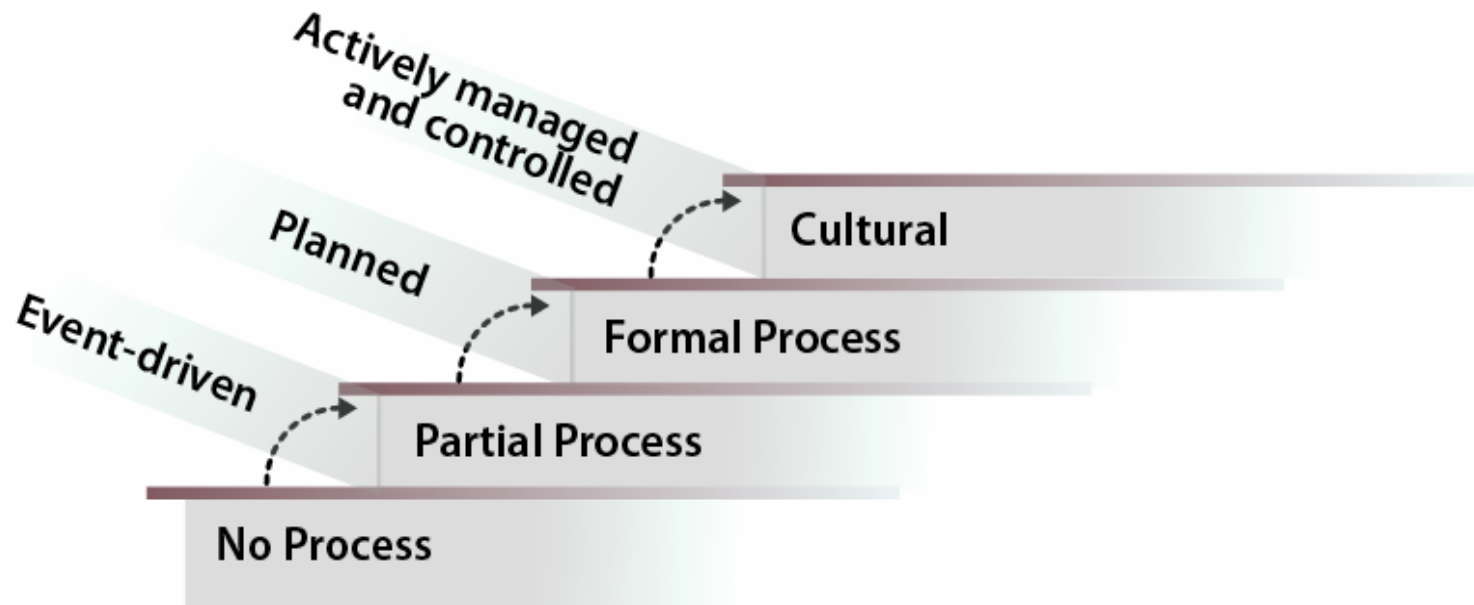 Actively managed
and controlled
Cultural
Planned
Formal Process
Event-driven
Partial Process
No Process